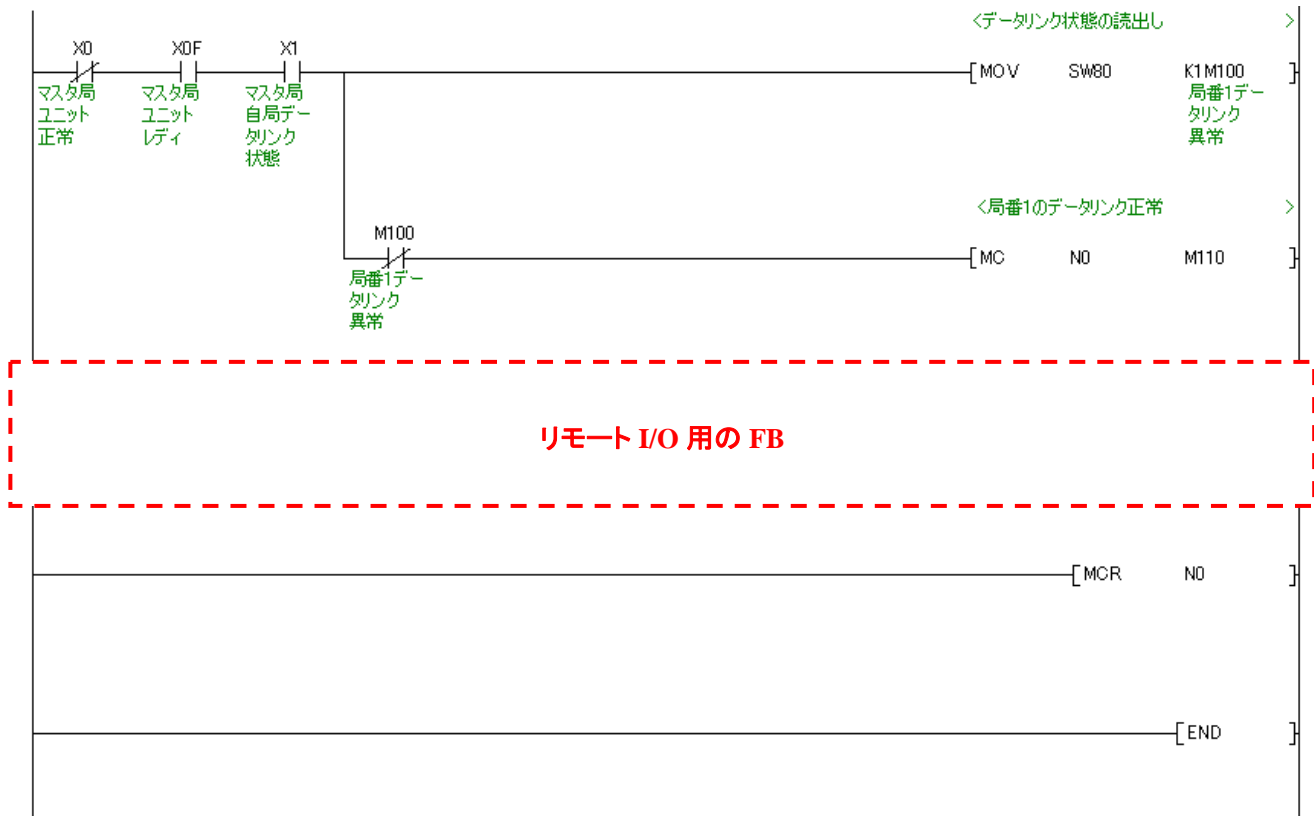 <データリンク状態の読出し >
X0 X0F X1
[MOV SW80 K1M100 ]
マスタ局 マスタ局 マスタ局 局番1デー
ユニット ユニット 自局デー タリンク
正常 レディ タリンク 異常
状態
<局番1のデータリンク正常 >
M100
[MC N0 M110 ]
局番1デー
タリンク
異常
リモート I/O 用の FB
[MCR N0 ]
[END ]